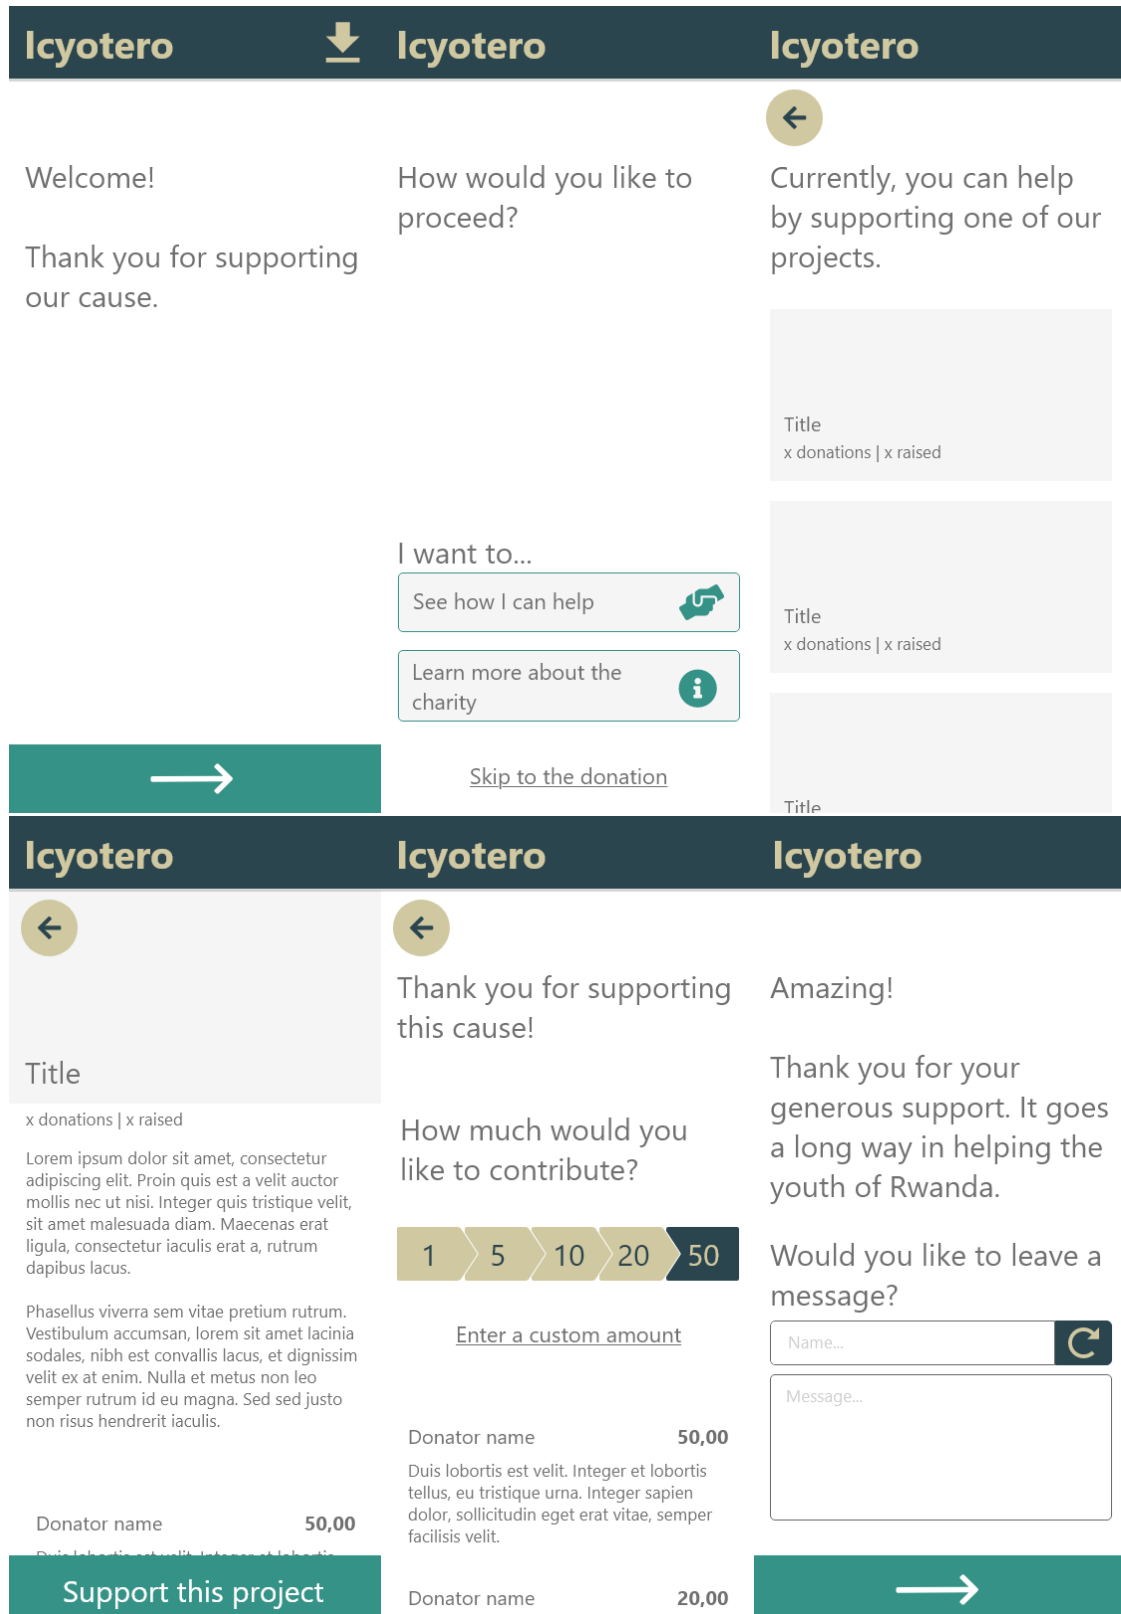 Icyotero
Welcome!
Thank you for supporting
our cause.
Icyotero
How would you like to
proceed?
I want to...
See how I can help
Learn more about the
charity
Skip to the donation
Icyotero
Currently, you can help
by supporting one of our
projects.
Title
x donations | x raised
Title
x donations | x raised
Title
Icyotero
Title
x donations | x raised
Lorem ipsum dolor sit amet, consectetur
adipiscing elit. Proin quis est a velit auctor
mollis nec ut nisi. Integer quis tristique velit,
sit amet malesuada diam. Maecenas erat
ligula, consectetur iaculis erat a, rutrum
dapibus lacus.
Phasellus viverra sem vitae pretium rutrum.
Vestibulum accumsan, lorem sit amet lacinia
sodales, nibh est convallis lacus, et dignissim
velit ex at enim. Nulla et metus non leo
semper rutrum id eu magna. Sed sed justo
non risus hendrerit iaculis.
Donator name 50,00
Support this project
Icyotero
Thank you for supporting
this cause!
How much would you
like to contribute?
1 5 10 20 50
Enter a custom amount
Donator name 50,00
Duis lobortis est velit. Integer et lobortis
tellus, eu tristique urna. Integer sapien
dolor, sollicitudin eget erat vitae, semper
facilisis velit.
Donator name 20,00
Icyotero
Amazing!
Thank you for your
generous support. It goes
a long way in helping the
youth of Rwanda.
Would you like to leave a
message?
Name...
Message...